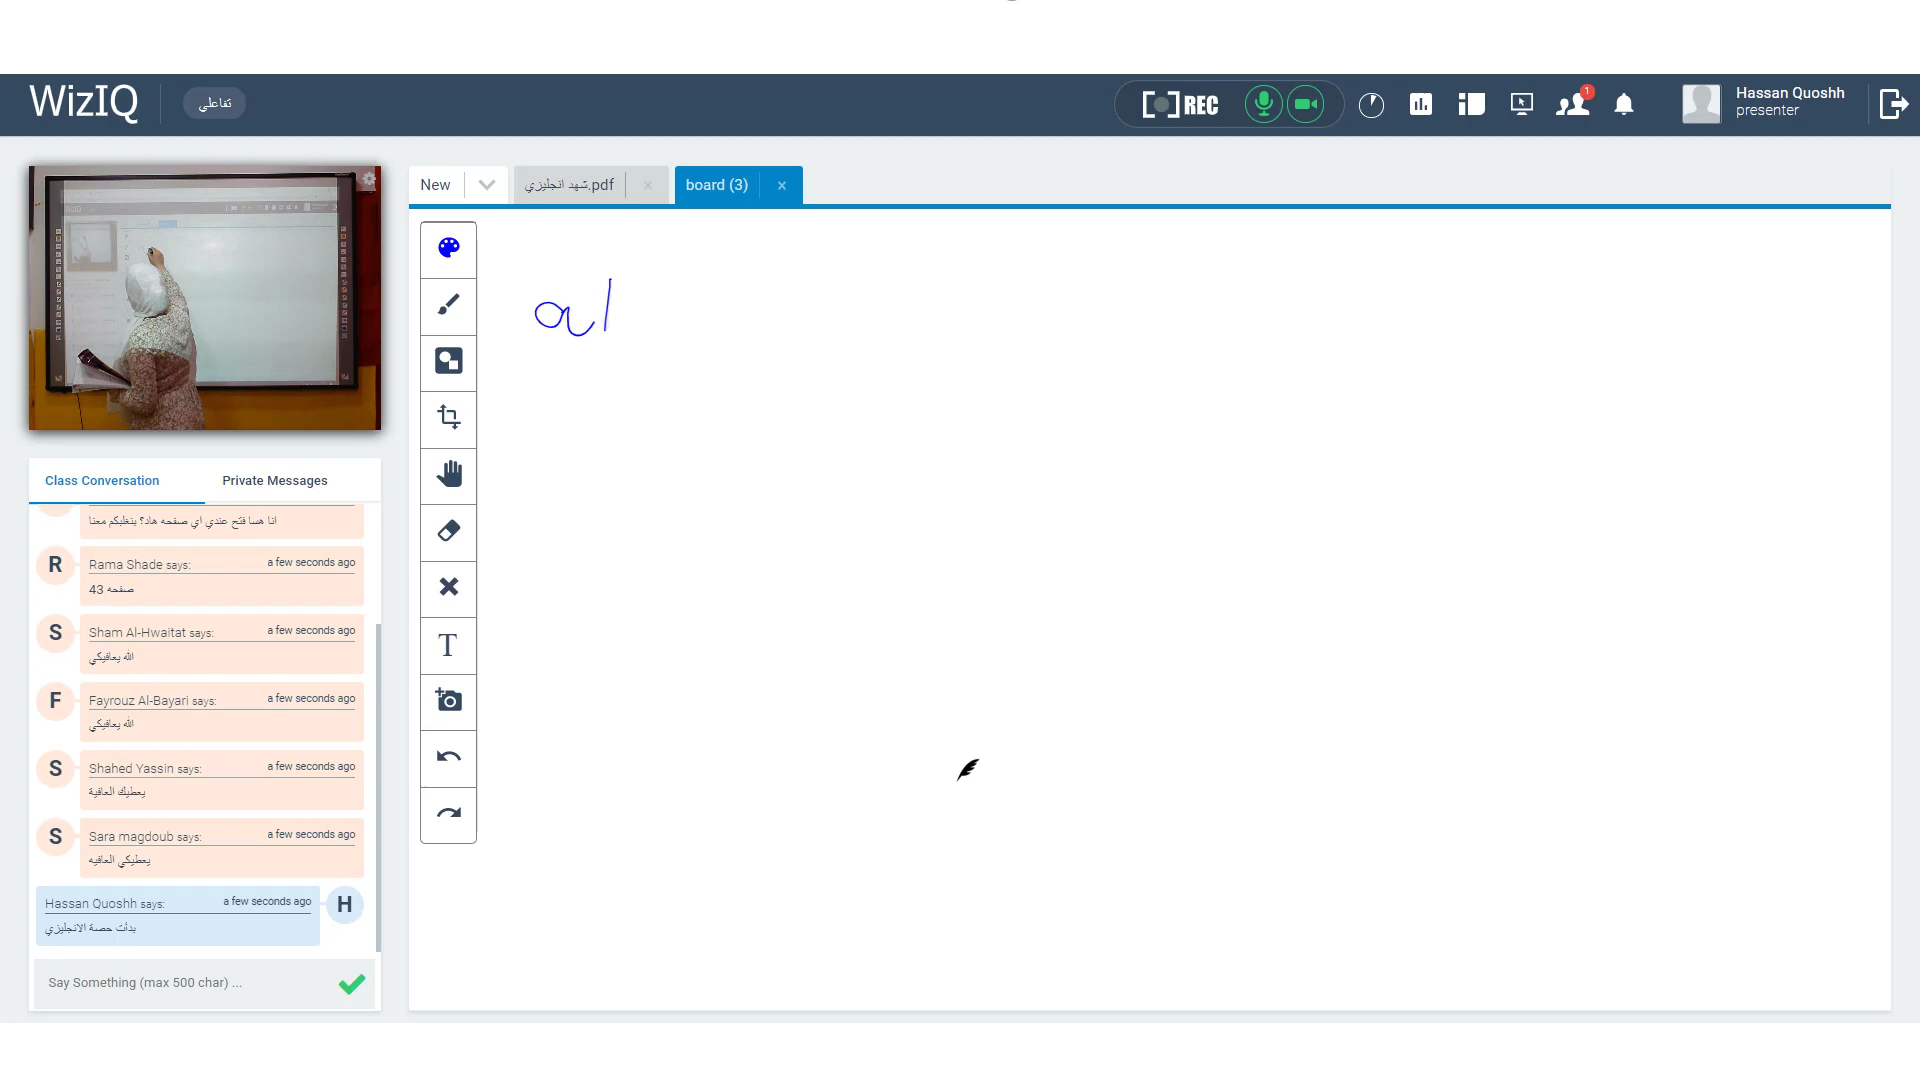 WizIQ
تفاعلي
REC
1
Hassan Quoshh
presenter
New
شهد انجليزي.pdf
×
board (3)
×
al
T
Class Conversation
Private Messages
انا هسا فتح عندي اي صفحه هاد؟ بنغلبكم معنا
R
Rama Shade says:
a few seconds ago
صفحه 43
S
Sham Al-Hwaitat says:
a few seconds ago
الله يعافيكي
F
Fayrouz Al-Bayari says:
a few seconds ago
الله يعافيكي
S
Shahed Yassin says:
a few seconds ago
يعطيك العافية
S
Sara magdoub says:
a few seconds ago
يعطيكي العافيه
Hassan Quoshh says:
a few seconds ago
H
بدأت حصة الانجليزي
Say Something (max 500 char) ...